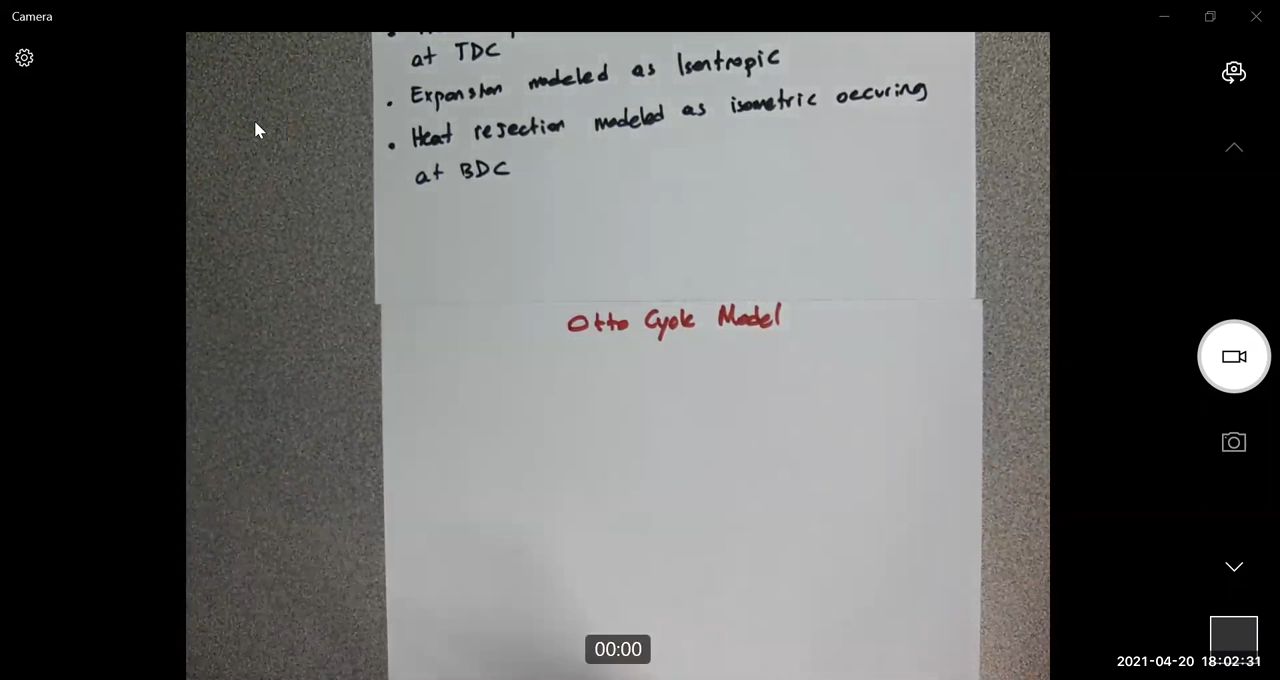 Camera
at TDC
• Expansion modeled as Isentropic
• Heat rejection modeled as isometric occuring
at BDC
Otto Cycle Model
00:00
2021-04-20 18:02:31